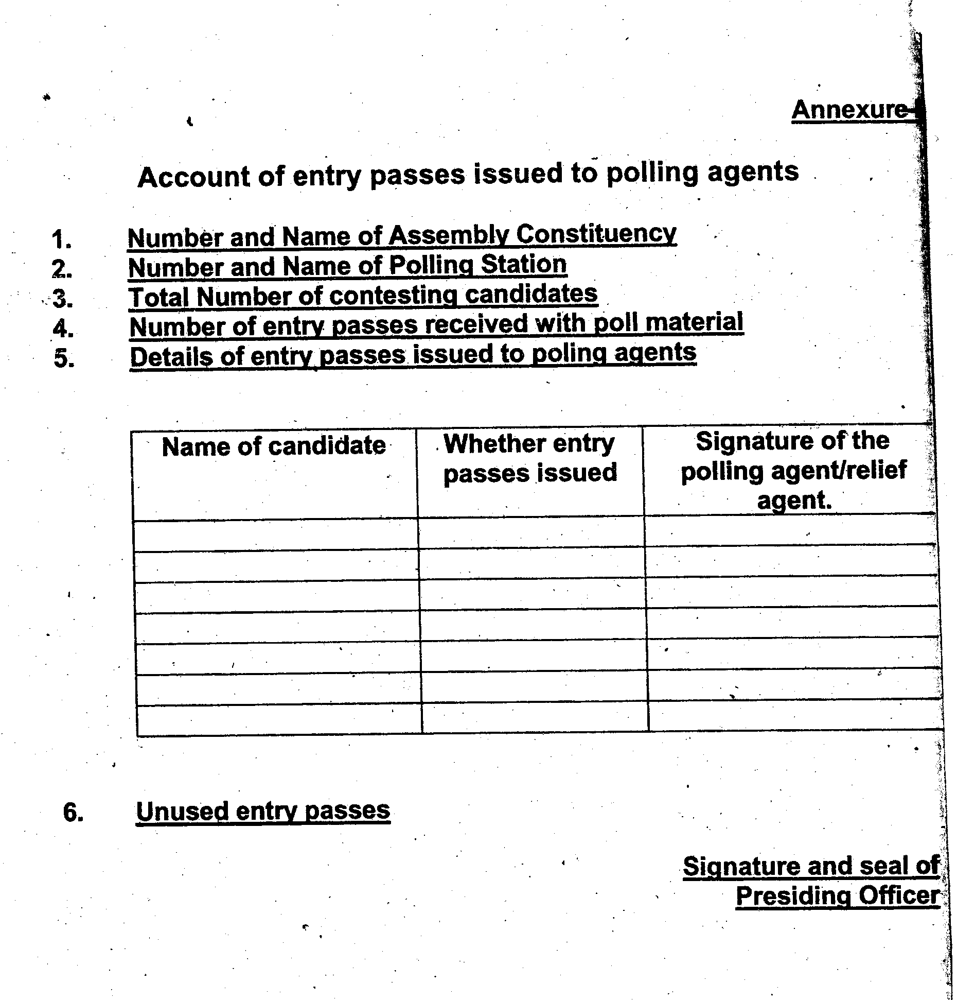 Annexure-
Account of entry passes issued to polling agents
1. Number and Name of Assembly Constituency
2. Number and Name of Polling Station
3. Total Number of contesting candidates
4. Number of entry passes received with poll material
5. Details of entry passes issued to poling agents
Name of candidate
Whether entry
passes issued
Signature of the
polling agent/relief
agent.
6. Unused entry passes
Signature and seal of
Presiding Officer